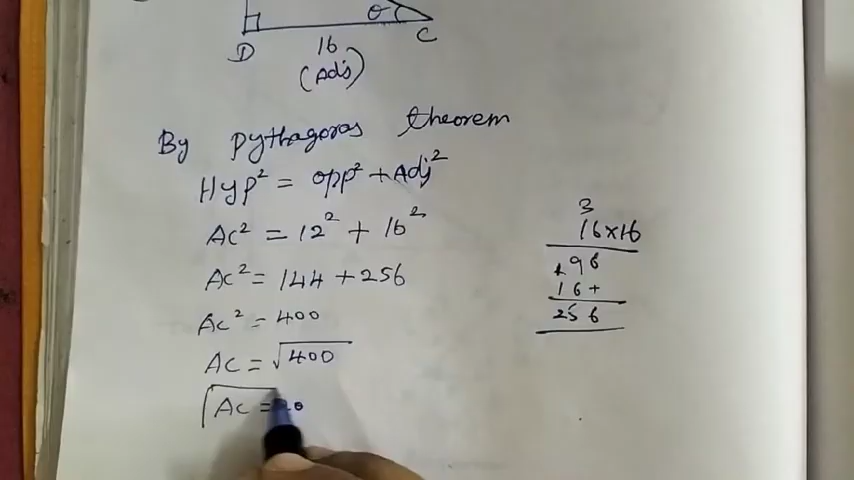 θ
D
16
C
(Adj)
By pythagoras theorem
Hyp² = opp² + Adj²
AC² = 12² + 16²
AC² = 144 + 256
AC² = 400
AC = √400
AC =
3
16×16
96
16+
256